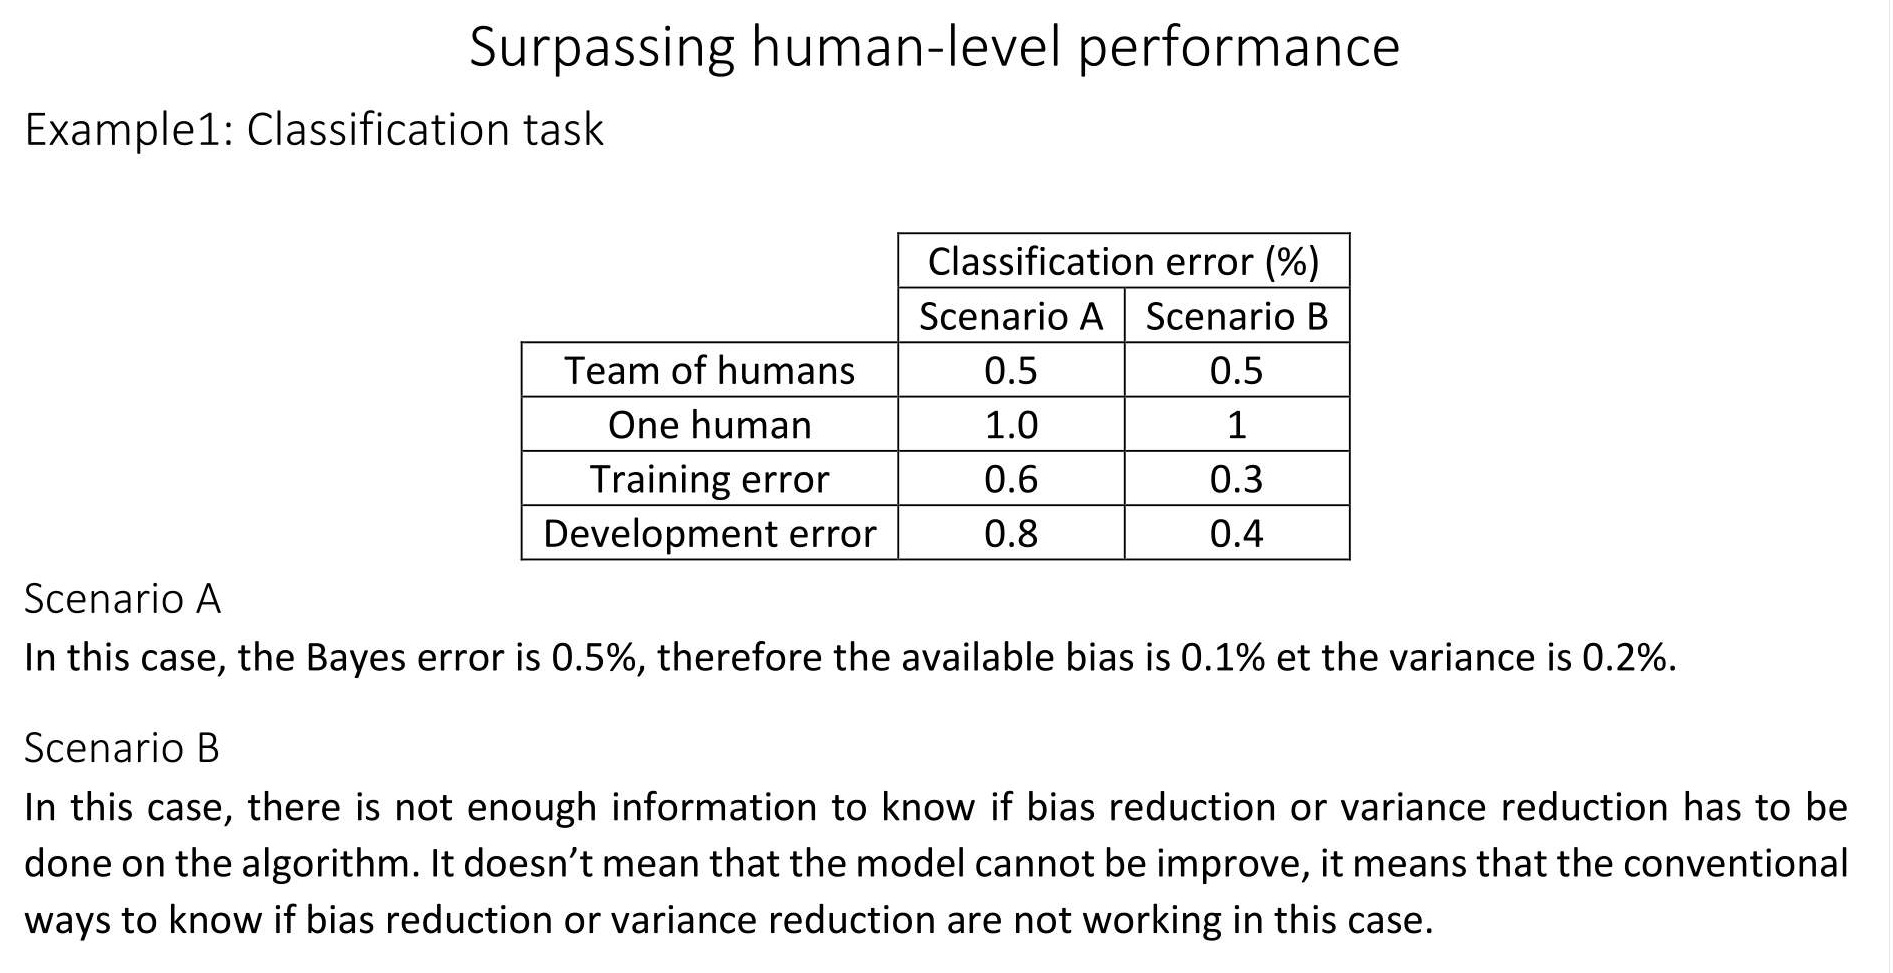 Surpassing human-level performance
Example1: Classification task
Classification error (%)
Scenario A Scenario B
Team of humans 0.5 0.5
One human 1.0 1
Training error 0.6 0.3
Development error 0.8 0.4
Scenario A
In this case, the Bayes error is 0.5%, therefore the available bias is 0.1% et the variance is 0.2%.
Scenario B
In this case, there is not enough information to know if bias reduction or variance reduction has to be
done on the algorithm. It doesn’t mean that the model cannot be improve, it means that the conventional
ways to know if bias reduction or variance reduction are not working in this case.